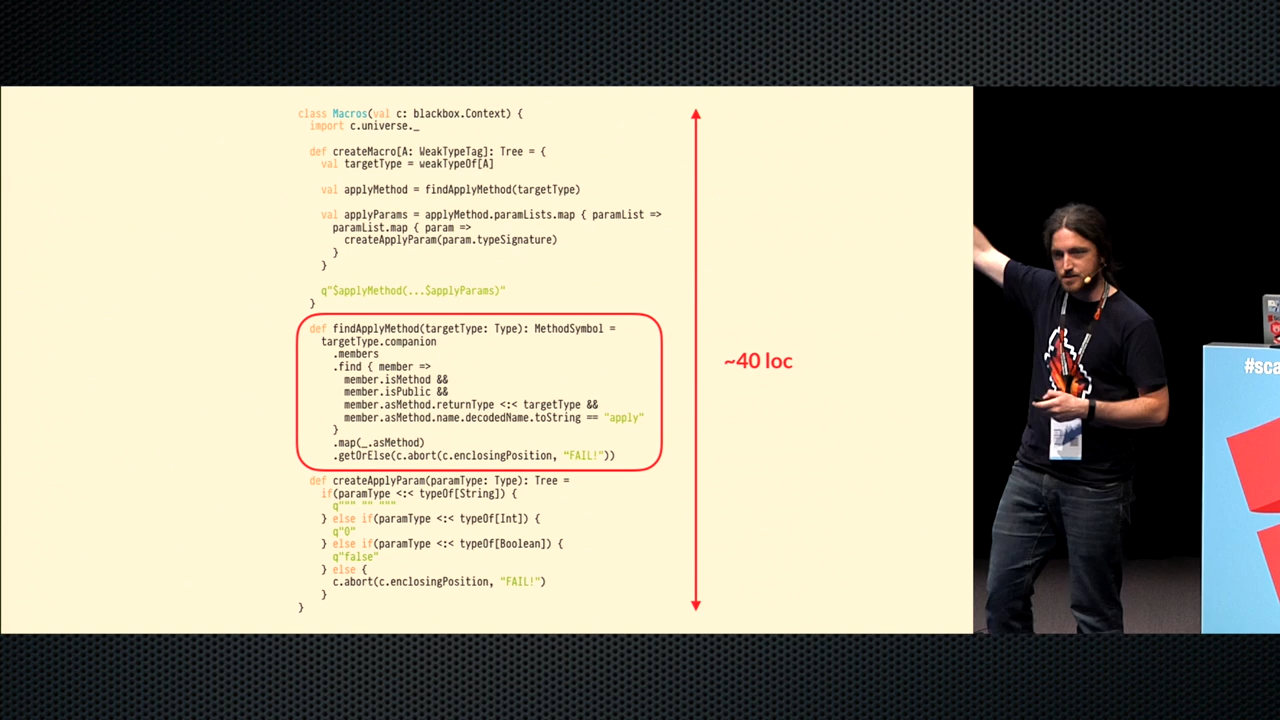 class Macros(val c: blackbox.Context) {
import c.universe._
def createMacro[A: WeakTypeTag]: Tree = {
val targetType = weakTypeOf[A]
val applyMethod = findApplyMethod(targetType)
val applyParams = applyMethod.paramLists.map { paramList =>
paramList.map { param =>
createApplyParam(param.typeSignature)
}
}
q"$applyMethod(...$applyParams)"
}
def findApplyMethod(targetType: Type): MethodSymbol =
targetType.companion
.members
.find { member =>
member.isMethod &&
member.isPublic &&
member.asMethod.returnType <:< targetType &&
member.asMethod.name.decodedName.toString == "apply"
}
.map(_.asMethod)
.getOrElse(c.abort(c.enclosingPosition, "FAIL!"))
def createApplyParam(paramType: Type): Tree =
if(paramType <:< typeOf[String]) {
q""" "" """
} else if(paramType <:< typeOf[Int]) {
q"0"
} else if(paramType <:< typeOf[Boolean]) {
q"false"
} else {
c.abort(c.enclosingPosition, "FAIL!")
}
}
~40 loc
#sca